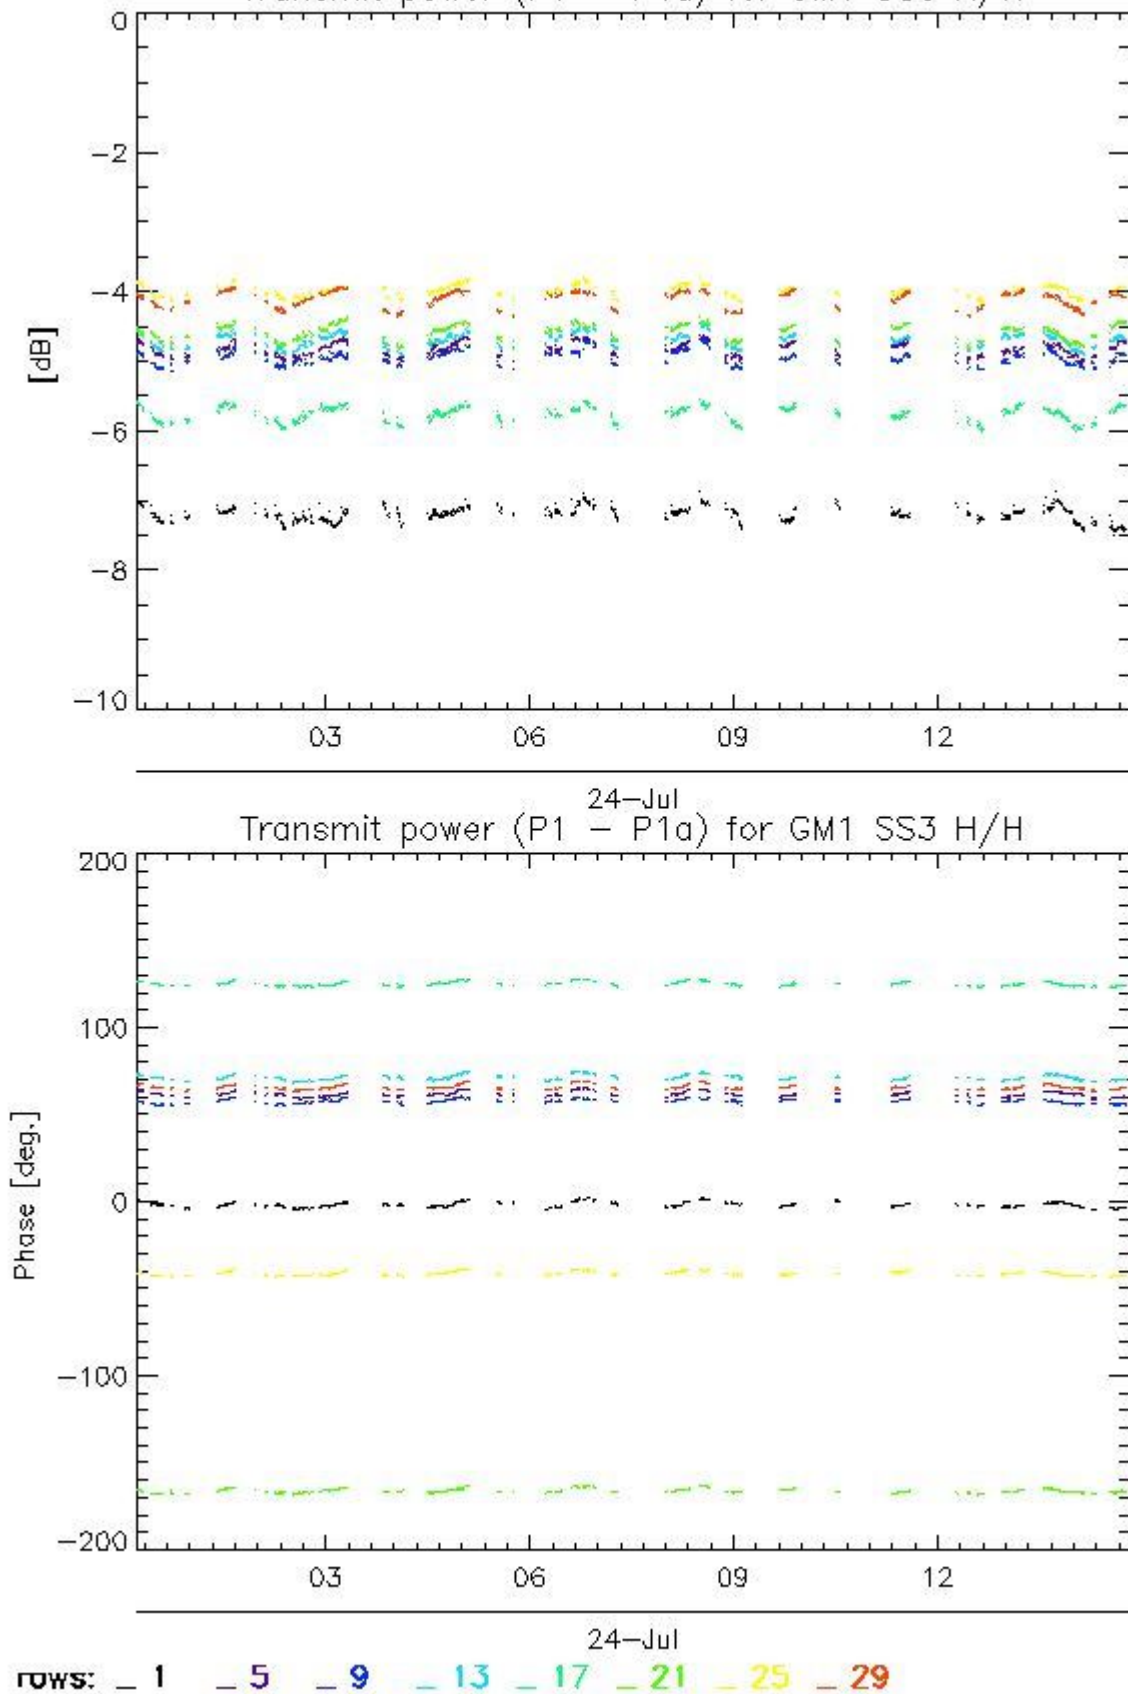 0
−2
−4
[dB]
−6
−8
−10
03 06 09 12
24−Jul
Transmit power (P1 − P1a) for GM1 SS3 H/H
200
100
Phase [deg.]
0
−100
−200
03 06 09 12
24−Jul
rows: _ 1 _ 5 _ 9 _ 13 _ 17 _ 21 _ 25 _ 29